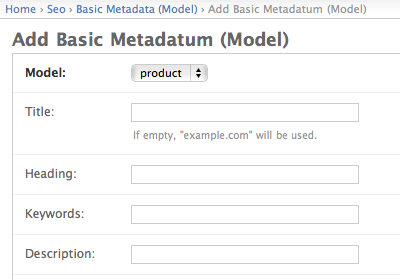 Home › Seo › Basic Metadata (Model) › Add Basic Metadatum (Model)
Add Basic Metadatum (Model)
Model: product
Title:
If empty, "example.com" will be used.
Heading:
Keywords:
Description: